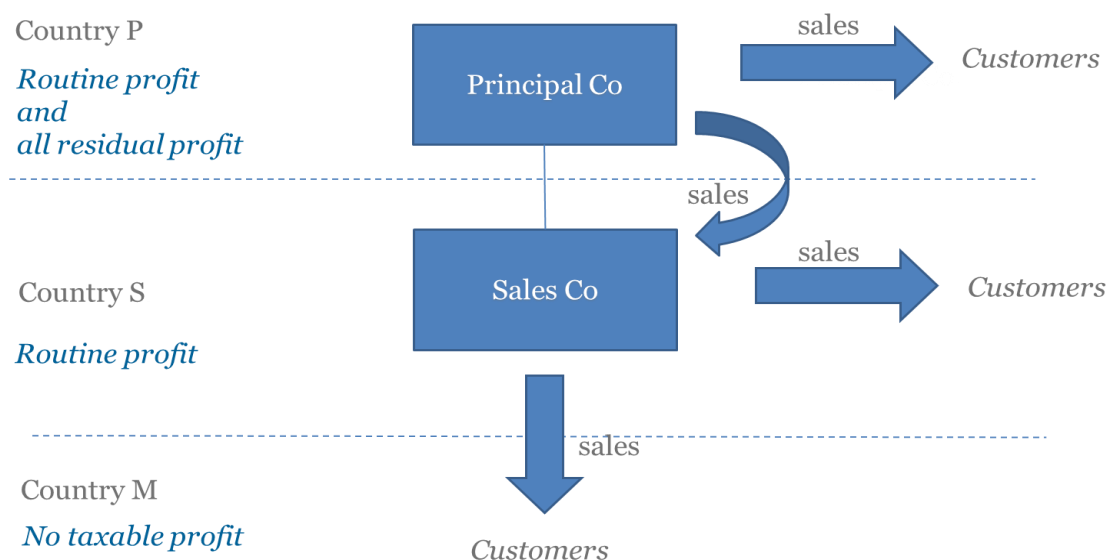 Country P
Routine profit
and
all residual profit
Principal Co
sales
Customers
sales
Country S
Routine profit
Sales Co
sales
Customers
sales
Country M
No taxable profit
Customers